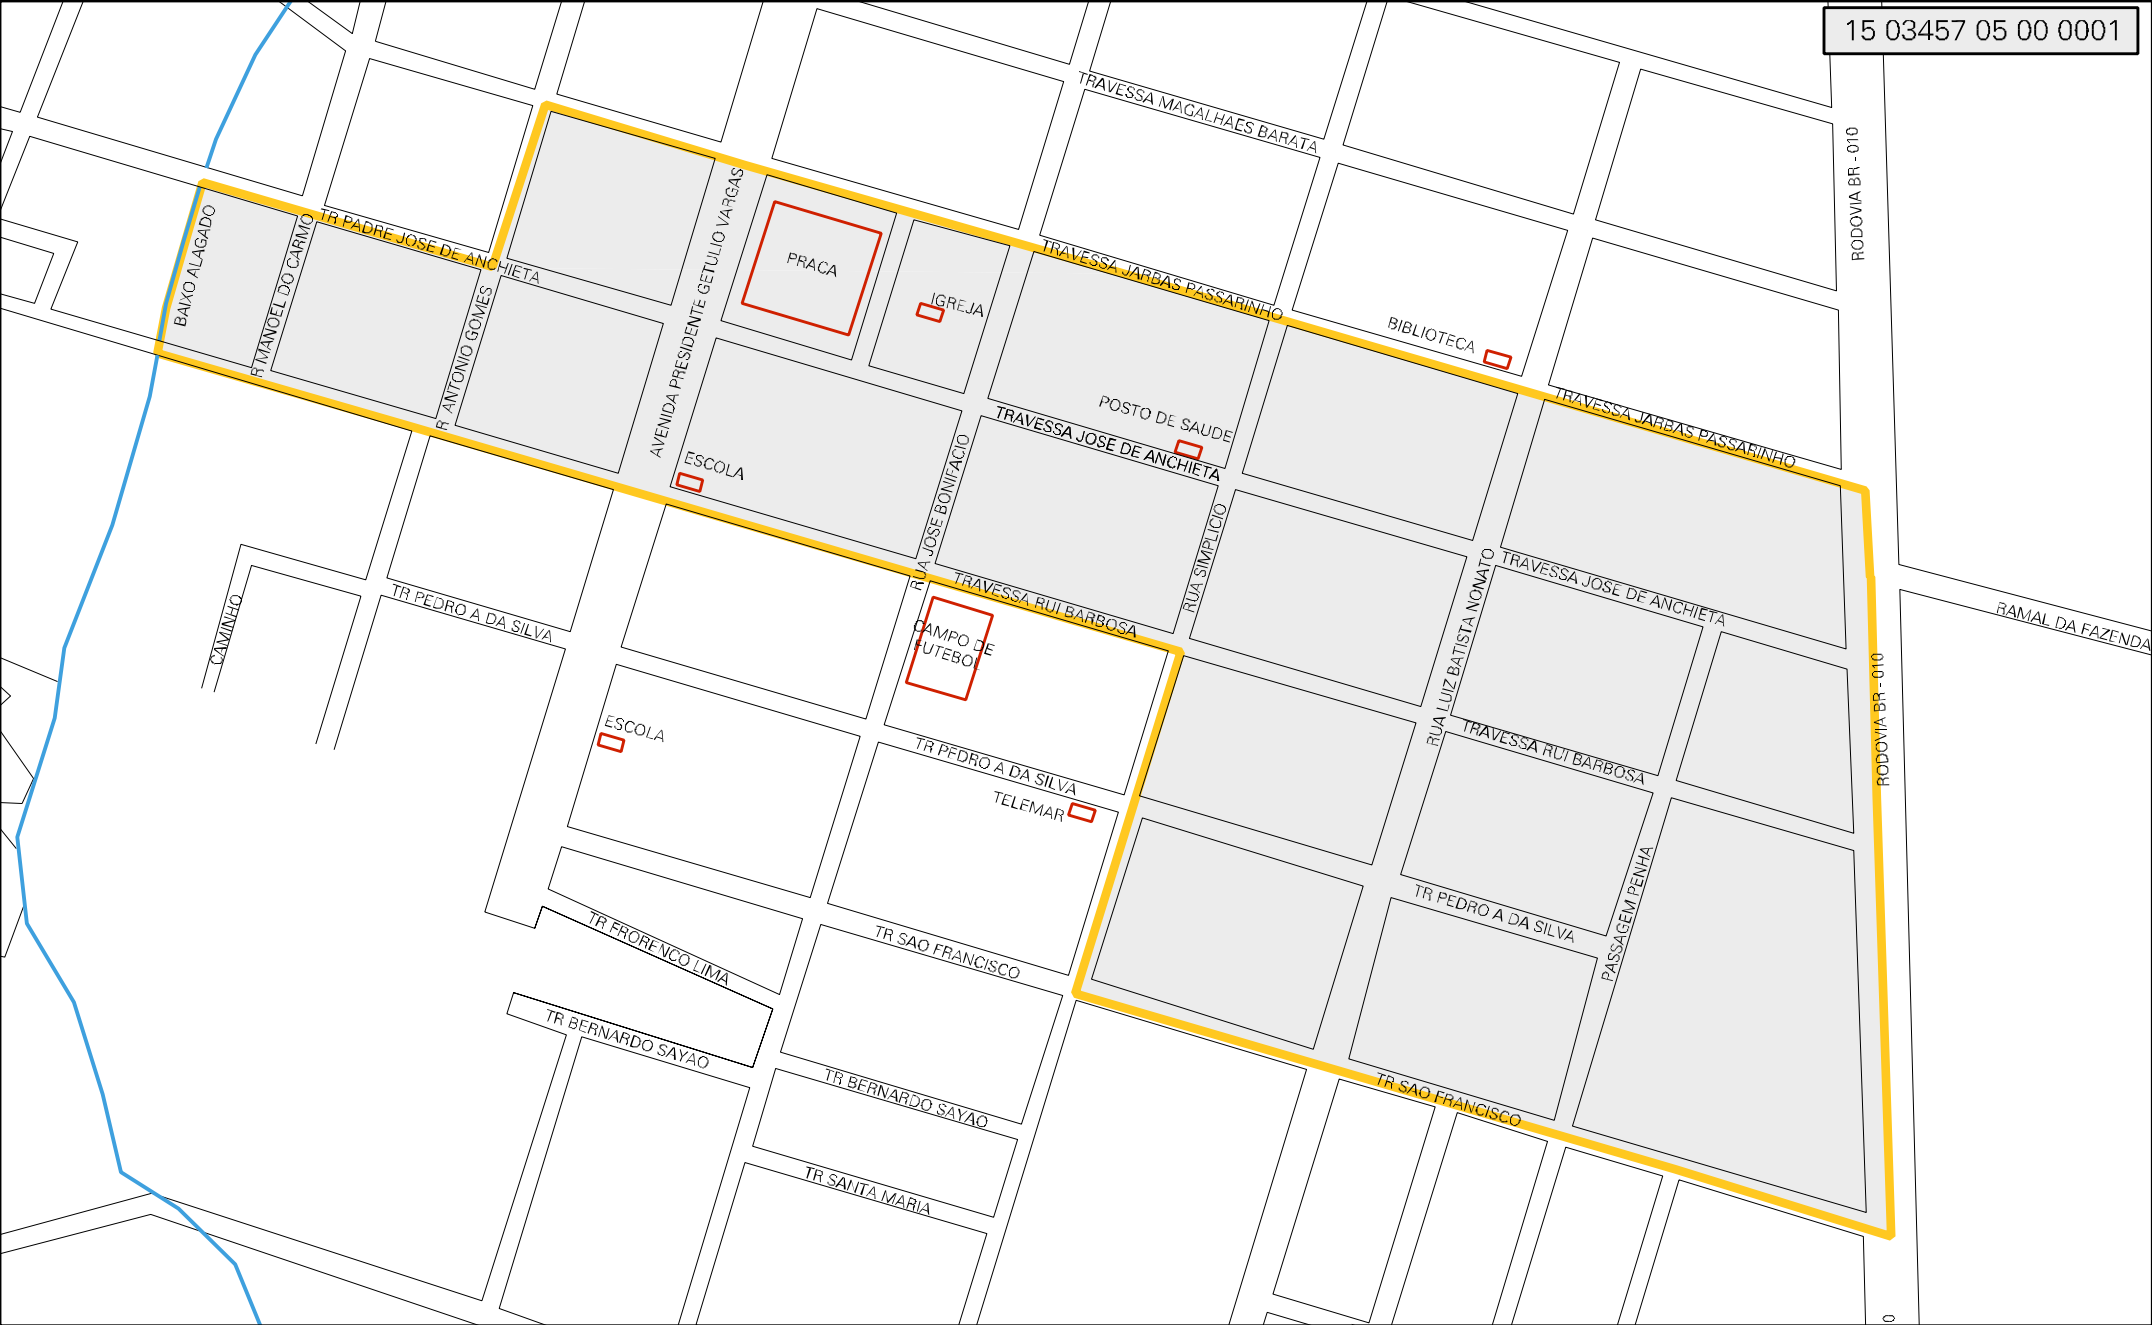 15 03457 05 00 0001
TRAVESSA MAGALHAES BARATA
RODOVIA BR - 010
BAIXO ALAGADO
R MANOEL DO CARMO
TR PADRE JOSE DE ANCHIETA
R ANTONIO GOMES
AVENIDA PRESIDENTE GETULIO VARGAS
PRACA
IGREJA
TRAVESSA JARBAS PASSARINHO
BIBLIOTECA
TRAVESSA JARBAS PASSARINHO
POSTO DE SAUDE
TRAVESSA JOSE DE ANCHIETA
ESCOLA
RUA JOSE BONIFACIO
RUA SIMPLICIO
RUA LUIZ BATISTA NONATO
TRAVESSA JOSE DE ANCHIETA
RAMAL DA FAZENDA
CAMINHO
TR PEDRO A DA SILVA
TRAVESSA RUI BARBOSA
CAMPO DE
FUTEBOL
RODOVIA BR - 010
ESCOLA
TR PEDRO A DA SILVA
TELEMAR
TRAVESSA RUI BARBOSA
PASSAGEM PENHA
TR PEDRO A DA SILVA
TR FRORENCO LIMA
TR SAO FRANCISCO
TR BERNARDO SAYAO
TR BERNARDO SAYAO
TR SAO FRANCISCO
TR SANTA MARIA
0